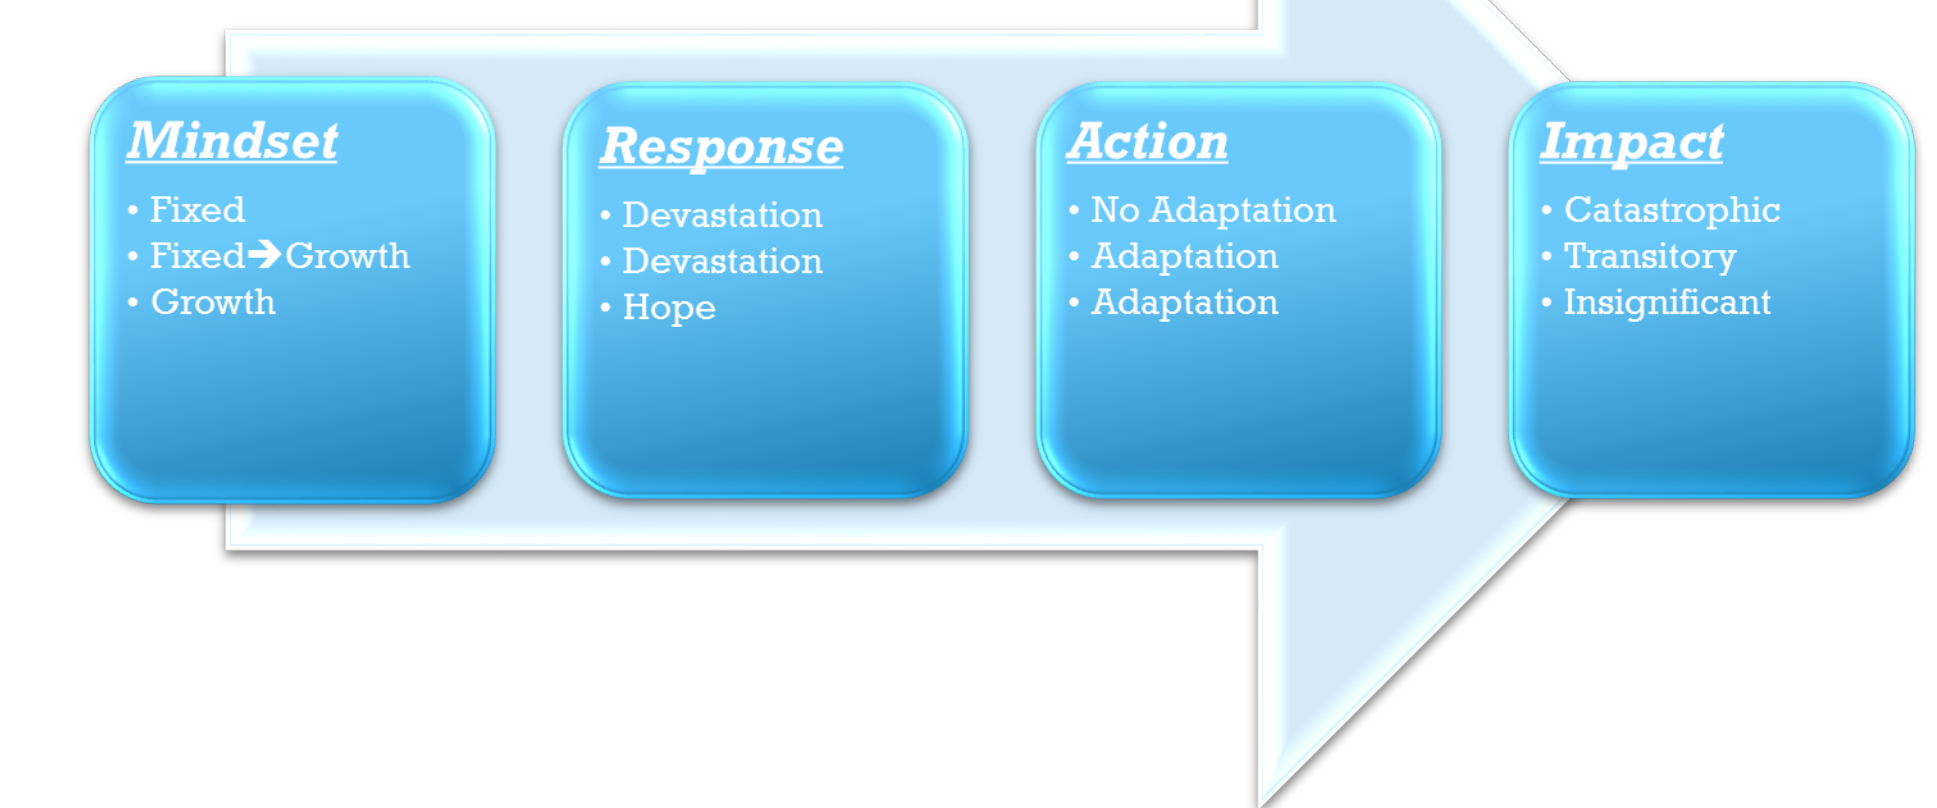 Mindset
• Fixed
• Fixed➔Growth
• Growth
Response
• Devastation
• Devastation
• Hope
Action
• No Adaptation
• Adaptation
• Adaptation
Impact
• Catastrophic
• Transitory
• Insignificant